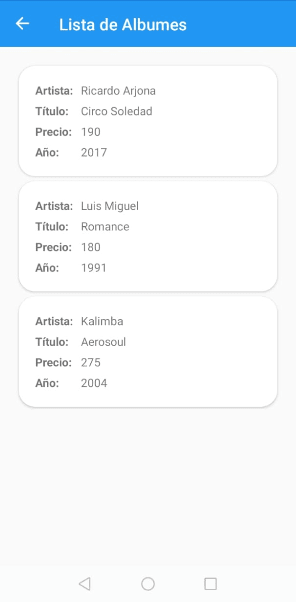 Lista de Albumes
Artista: Ricardo Arjona
Título: Circo Soledad
Precio: 190
Año: 2017
Artista: Luis Miguel
Título: Romance
Precio: 180
Año: 1991
Artista: Kalimba
Título: Aerosoul
Precio: 275
Año: 2004